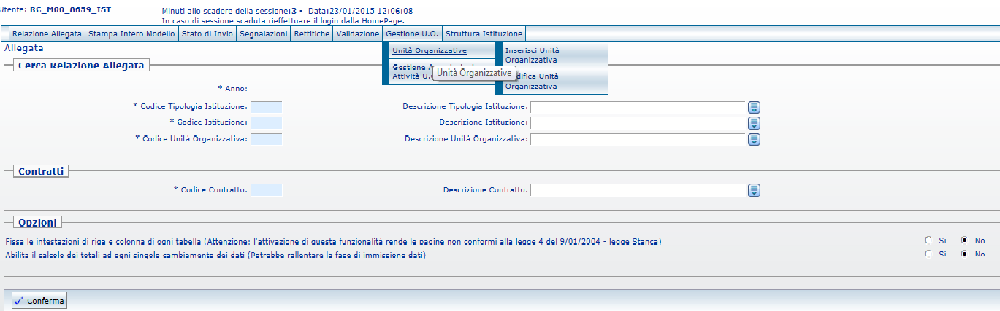 Utente: RC_M00_8659_IST
Minuti allo scadere della sessione:3 - Data:23/01/2015 12:06:08
In caso di sessione scaduta rieffettuare il login dalla HomePage.
Relazione Allegata Stampa Intero Modello Stato di Invio Segnalazioni Rettifiche Validazione Gestione U.O. Struttura Istituzione
Allegata
Unità Organizzative
Inserisci Unità
Organizzativa
Gestione
Attività U.
Unità Organizzative
difica Unità
Organizzativa
Cerca Relazione Allegata
* Anno:
* Codice Tipologia Istituzione: Descrizione Tipologia Istituzione:
* Codice Istituzione: Descrizione Istituzione:
* Codice Unità Organizzativa: Descrizione Unità Organizzativa:
Contratti
* Codice Contratto: Descrizione Contratto:
Opzioni
Fissa le intestazioni di riga e colonna di ogni tabella (Attenzione: l'attivazione di questa funzionalità rende le pagine non conformi alla legge 4 del 9/01/2004 - legge Stanca) Si No
Abilita il calcolo dei totali ad ogni singolo cambiamento dei dati (Potrebbe rallentare la fase di immissione dati) Si No
Conferma